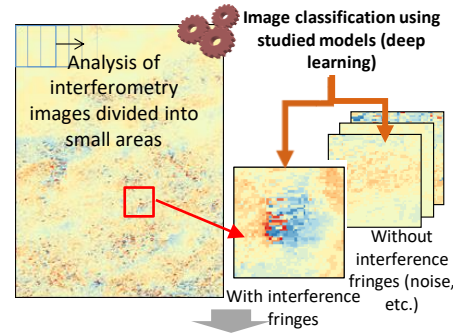 Image classification using
studied models (deep
learning)
Analysis of
interferometry
images divided into
small areas
With interference
fringes
Without
interference
fringes (noise,
etc.)